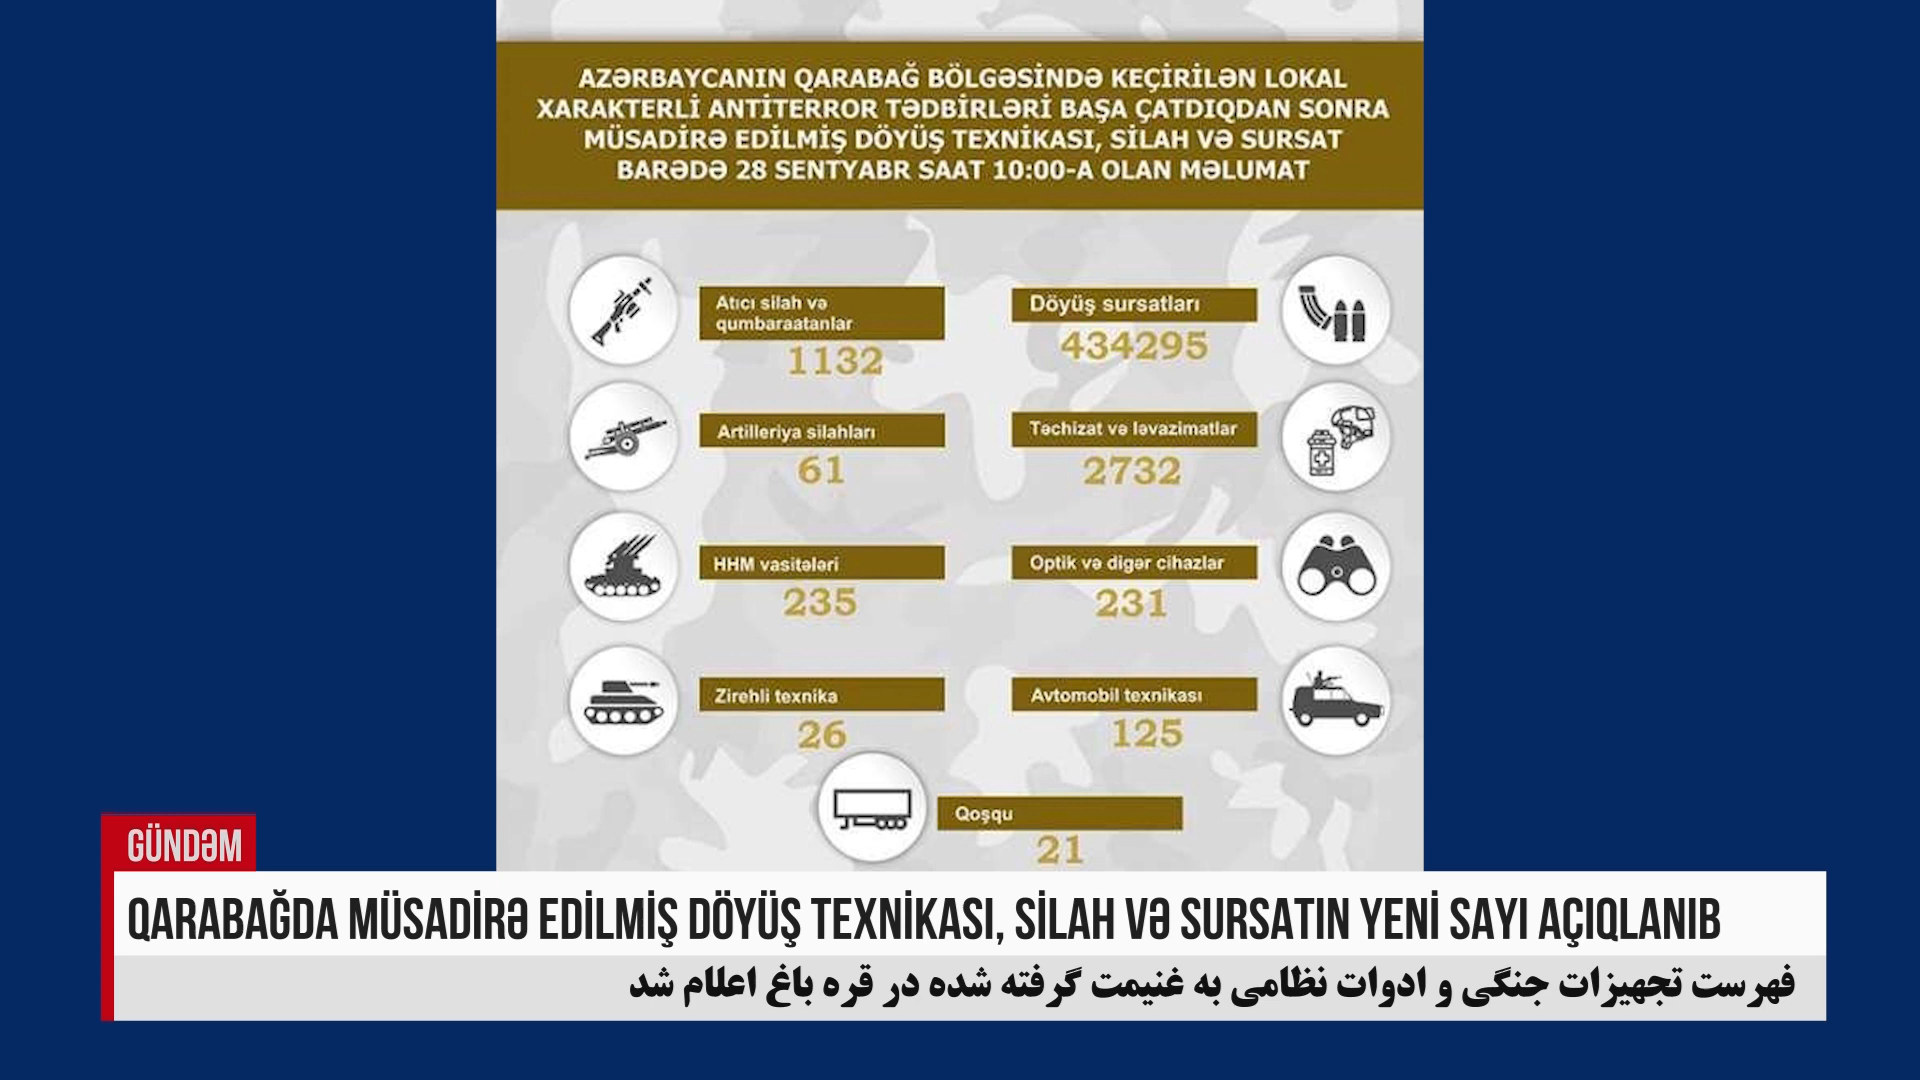 AZƏRBAYCANIN QARABAĞ BÖLGƏSİNDƏ KEÇİRİLƏN LOKAL
XARAKTERLİ ANTİTERROR TƏDBİRLƏRİ BAŞA ÇATDIQDAN SONRA
MÜSADİRƏ EDİLMİŞ DÖYÜŞ TEXNİKASI, SİLAH VƏ SURSAT
BARƏDƏ 28 SENTYABR SAAT 10:00-A OLAN MƏLUMAT
Atıcı silah və
qumbaraatanlar
1132
Döyüş sursatları
434295
Artilleriya silahları
61
Təchizat və ləvazimatlar
2732
HHM vasitələri
235
Optik və digər cihazlar
231
Zirehli texnika
26
Avtomobil texnikası
125
Qoşqu
21
GÜNDƏM
QARABAĞDA MÜSADİRƏ EDİLMİŞ DÖYÜŞ TEXNİKASI, SİLAH VƏ SURSATIN YENİ SAYI AÇIQLANIB
فهرست تجهیزات جنگی و ادوات نظامی به غنیمت گرفته شده در قره باغ اعلام شد